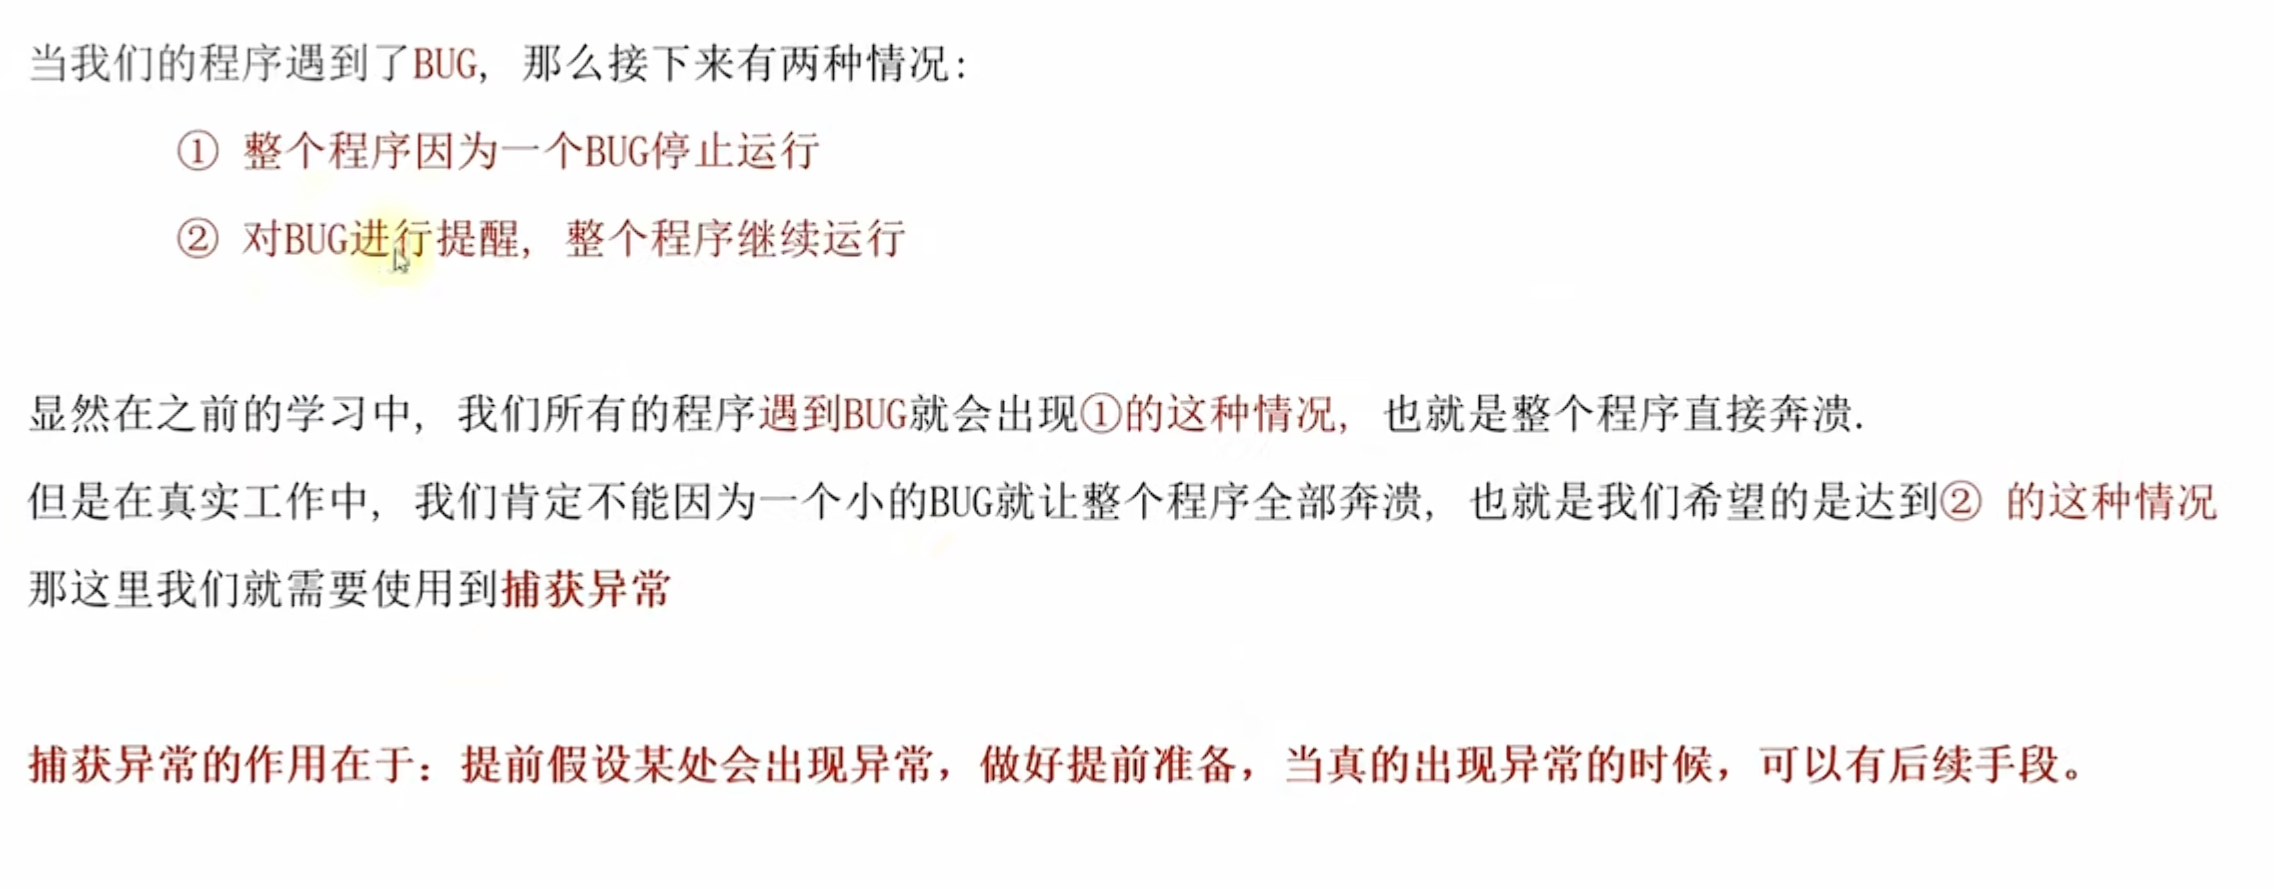 当我们的程序遇到了BUG, 那么接下来有两种情况:
① 整个程序因为一个BUG停止运行
② 对BUG进行提醒, 整个程序继续运行
显然在之前的学习中, 我们所有的程序遇到BUG就会出现①的这种情况, 也就是整个程序直接奔溃.
但是在真实工作中, 我们肯定不能因为一个小的BUG就让整个程序全部奔溃, 也就是我们希望的是达到② 的这种情况
那这里我们就需要使用到捕获异常
捕获异常的作用在于：提前假设某处会出现异常，做好提前准备，当真的出现异常的时候，可以有后续手段。